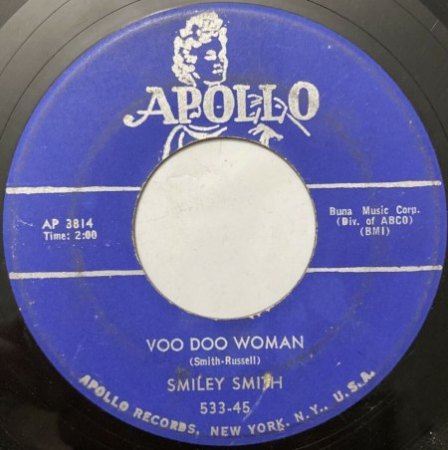 APOLLO
AP 3814
Time: 2:00
Buna Music Corp.
(Div. of ABCO)
(BMI)
VOO DOO WOMAN
(Smith-Russell)
SMILEY SMITH
533-45
APOLLO RECORDS, NEW YORK, N.Y., U.S.A.